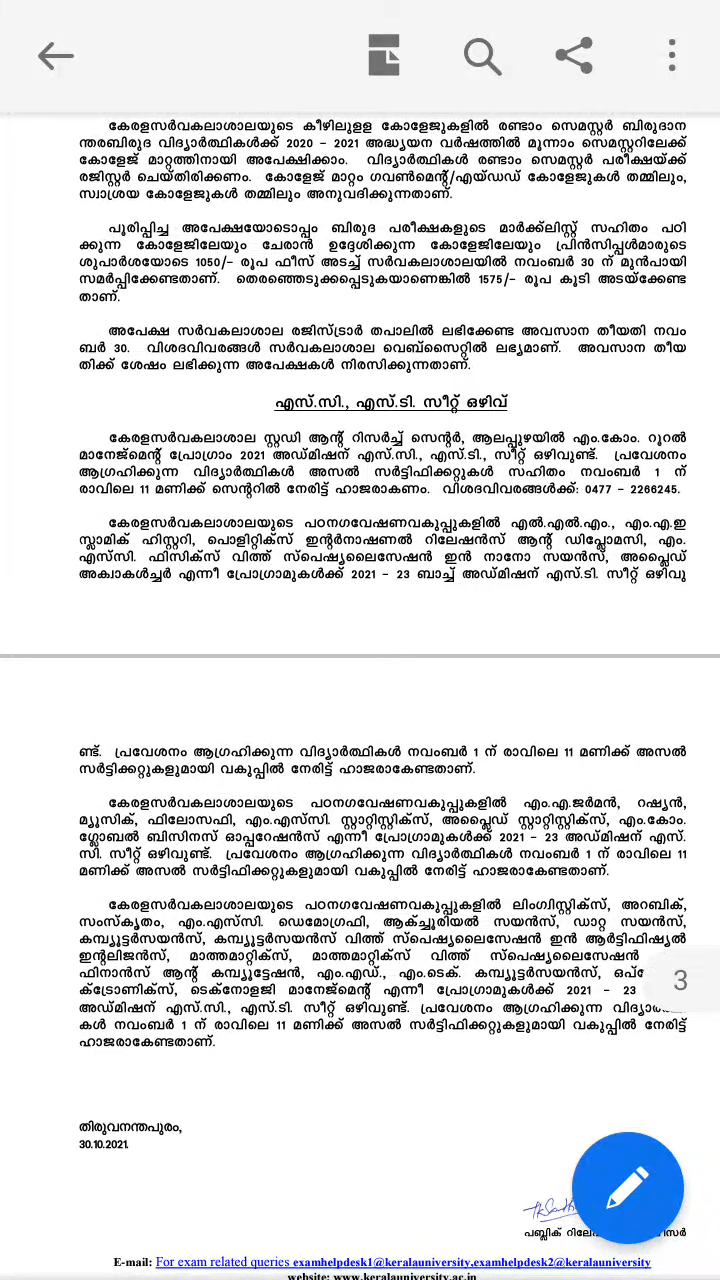 കേരളസർവകലാശാലയുടെ കീഴിലുളള കോളേജുകളിൽ രണ്ടാം സെമസ്റ്റർ ബിരുദാന
ന്തരബിരുദ വിദ്യാർത്ഥികൾക്ക് 2020 – 2021 അദ്ധ്യയന വർഷത്തിൽ മൂന്നാം സെമസ്റ്ററിലേക്ക്
കോളേജ് മാറ്റത്തിനായി അപേക്ഷിക്കാം. വിദ്യാർത്ഥികൾ രണ്ടാം സെമസ്റ്റർ പരീക്ഷയ്ക്ക്
രജിസ്റ്റർ ചെയ്തിരിക്കണം. കോളേജ് മാറ്റം ഗവൺമെന്റ്/എയ്ഡഡ് കോളേജുകൾ തമ്മിലും,
സ്വാശ്രയ കോളേജുകൾ തമ്മിലും അനുവദിക്കുന്നതാണ്.
പൂരിപ്പിച്ച അപേക്ഷയോടൊപ്പം ബിരുദ പരീക്ഷകളുടെ മാർക്ക്‌ലിസ്റ്റ് സഹിതം പഠി
ക്കുന്ന കോളേജിലേയും ചേരാൻ ഉദ്ദേശിക്കുന്ന കോളേജിലേയും പ്രിൻസിപ്പൾമാരുടെ
ശുപാർശയോടെ 1050/– രൂപ ഫീസ് അടച്ച് സർവകലാശാലയിൽ നവംബർ 30 ന് മുൻപായി
സമർപ്പിക്കേണ്ടതാണ്. തെരഞ്ഞെടുക്കപ്പെടുകയാണെങ്കിൽ 1575/– രൂപ കൂടി അടയ്ക്കേണ്ട
താണ്.
അപേക്ഷ സർവകലാശാല രജിസ്ട്രാർ തപാലിൽ ലഭിക്കേണ്ട അവസാന തീയതി നവം
ബർ 30. വിശദവിവരങ്ങൾ സർവകലാശാല വെബ്സൈറ്റിൽ ലഭ്യമാണ്. അവസാന തീയ
തിക്ക് ശേഷം ലഭിക്കുന്ന അപേക്ഷകൾ നിരസിക്കുന്നതാണ്.
എസ്.സി., എസ്.ടി. സീറ്റ് ഒഴിവ്
കേരളസർവകലാശാല സ്റ്റഡി ആന്റ് റിസർച്ച് സെന്റർ, ആലപ്പുഴയിൽ എം.കോം. റൂറൽ
മാനേജ്മെന്റ് പ്രോഗ്രാം 2021 അഡ്മിഷന് എസ്.സി., എസ്.ടി., സീറ്റ് ഒഴിവുണ്ട്. പ്രവേശനം
ആഗ്രഹിക്കുന്ന വിദ്യാർത്ഥികൾ അസൽ സർട്ടിഫിക്കറ്റുകൾ സഹിതം നവംബർ 1 ന്
രാവിലെ 11 മണിക്ക് സെന്ററിൽ നേരിട്ട് ഹാജരാകണം. വിശദവിവരങ്ങൾക്ക്: 0477 – 2266245.
കേരളസർവകലാശാലയുടെ പഠനഗവേഷണവകുപ്പുകളിൽ എൽ.എൽ.എം., എം.എ.ഇ
സ്ലാമിക് ഹിസ്റ്ററി, പൊളിറ്റിക്സ് ഇന്റർനാഷണൽ റിലേഷൻസ് ആന്റ് ഡിപ്ലോമസി, എം.
എസ്‌സി. ഫിസിക്സ് വിത്ത് സ്പെഷ്യലൈസേഷൻ ഇൻ നാനോ സയൻസ്, അപ്ലൈഡ്
അക്വാകൾച്ചർ എന്നീ പ്രോഗ്രാമുകൾക്ക് 2021 – 23 ബാച്ച് അഡ്മിഷന് എസ്.ടി. സീറ്റ് ഒഴിവു
ണ്ട്. പ്രവേശനം ആഗ്രഹിക്കുന്ന വിദ്യാർത്ഥികൾ നവംബർ 1 ന് രാവിലെ 11 മണിക്ക് അസൽ
സർട്ടിക്കറ്റുകളുമായി വകുപ്പിൽ നേരിട്ട് ഹാജരാകേണ്ടതാണ്.
കേരളസർവകലാശാലയുടെ പഠനഗവേഷണവകുപ്പുകളിൽ എം.എ.ജർമൻ, റഷ്യൻ,
മ്യൂസിക്, ഫിലോസഫി, എം.എസ്‌സി. സ്റ്റാറ്റിസ്റ്റിക്സ്, അപ്ലൈഡ് സ്റ്റാറ്റിസ്റ്റിക്സ്, എം.കോം.
ഗ്ലോബൽ ബിസിനസ് ഓപ്പറേഷൻസ് എന്നീ പ്രോഗ്രാമുകൾക്ക് 2021 – 23 അഡ്മിഷന് എസ്.
സി. സീറ്റ് ഒഴിവുണ്ട്. പ്രവേശനം ആഗ്രഹിക്കുന്ന വിദ്യാർത്ഥികൾ നവംബർ 1 ന് രാവിലെ 11
മണിക്ക് അസൽ സർട്ടിഫിക്കറ്റുകളുമായി വകുപ്പിൽ നേരിട്ട് ഹാജരാകേണ്ടതാണ്.
കേരളസർവകലാശാലയുടെ പഠനഗവേഷണവകുപ്പുകളിൽ ലിംഗ്വിസ്റ്റിക്സ്, അറബിക്,
സംസ്കൃതം, എം.എസ്‌സി. ഡെമോഗ്രഫി, ആക്ച്വറിയൽ സയൻസ്, ഡാറ്റ സയൻസ്,
കമ്പ്യൂട്ടർസയൻസ്, കമ്പ്യൂട്ടർസയൻസ് വിത്ത് സ്പെഷ്യലൈസേഷൻ ഇൻ ആർട്ടിഫിഷ്യൽ
ഇന്റലിജൻസ്, മാത്തമാറ്റിക്സ്, മാത്തമാറ്റിക്സ് വിത്ത് സ്പെഷ്യലൈസേഷൻ
ഫിനാൻസ് ആന്റ് കമ്പ്യൂട്ടേഷൻ, എം.എഡ്., എം.ടെക്. കമ്പ്യൂട്ടർസയൻസ്,
ക്ട്രോണിക്സ്, ടെക്നോളജി മാനേജ്മെന്റ് എന്നീ പ്രോഗ്രാമുകൾക്ക് 2021 – 23
അഡ്മിഷന് എസ്.സി., എസ്.ടി. സീറ്റ് ഒഴിവുണ്ട്. പ്രവേശനം ആഗ്രഹിക്കുന്ന
കൾ നവംബർ 1 ന് രാവിലെ 11 മണിക്ക് അസൽ സർട്ടിഫിക്കറ്റുകളുമായി വകുപ്പിൽ നേരിട്ട്
ഹാജരാകേണ്ടതാണ്.
3
തിരുവനന്തപുരം,
30.10.2021.
പബ്ലിക്
E-mail: For exam related queries examhelpdesk1@keralauniversity,examhelpdesk2@keralauniversity
website: www.keralauniversity.ac.in